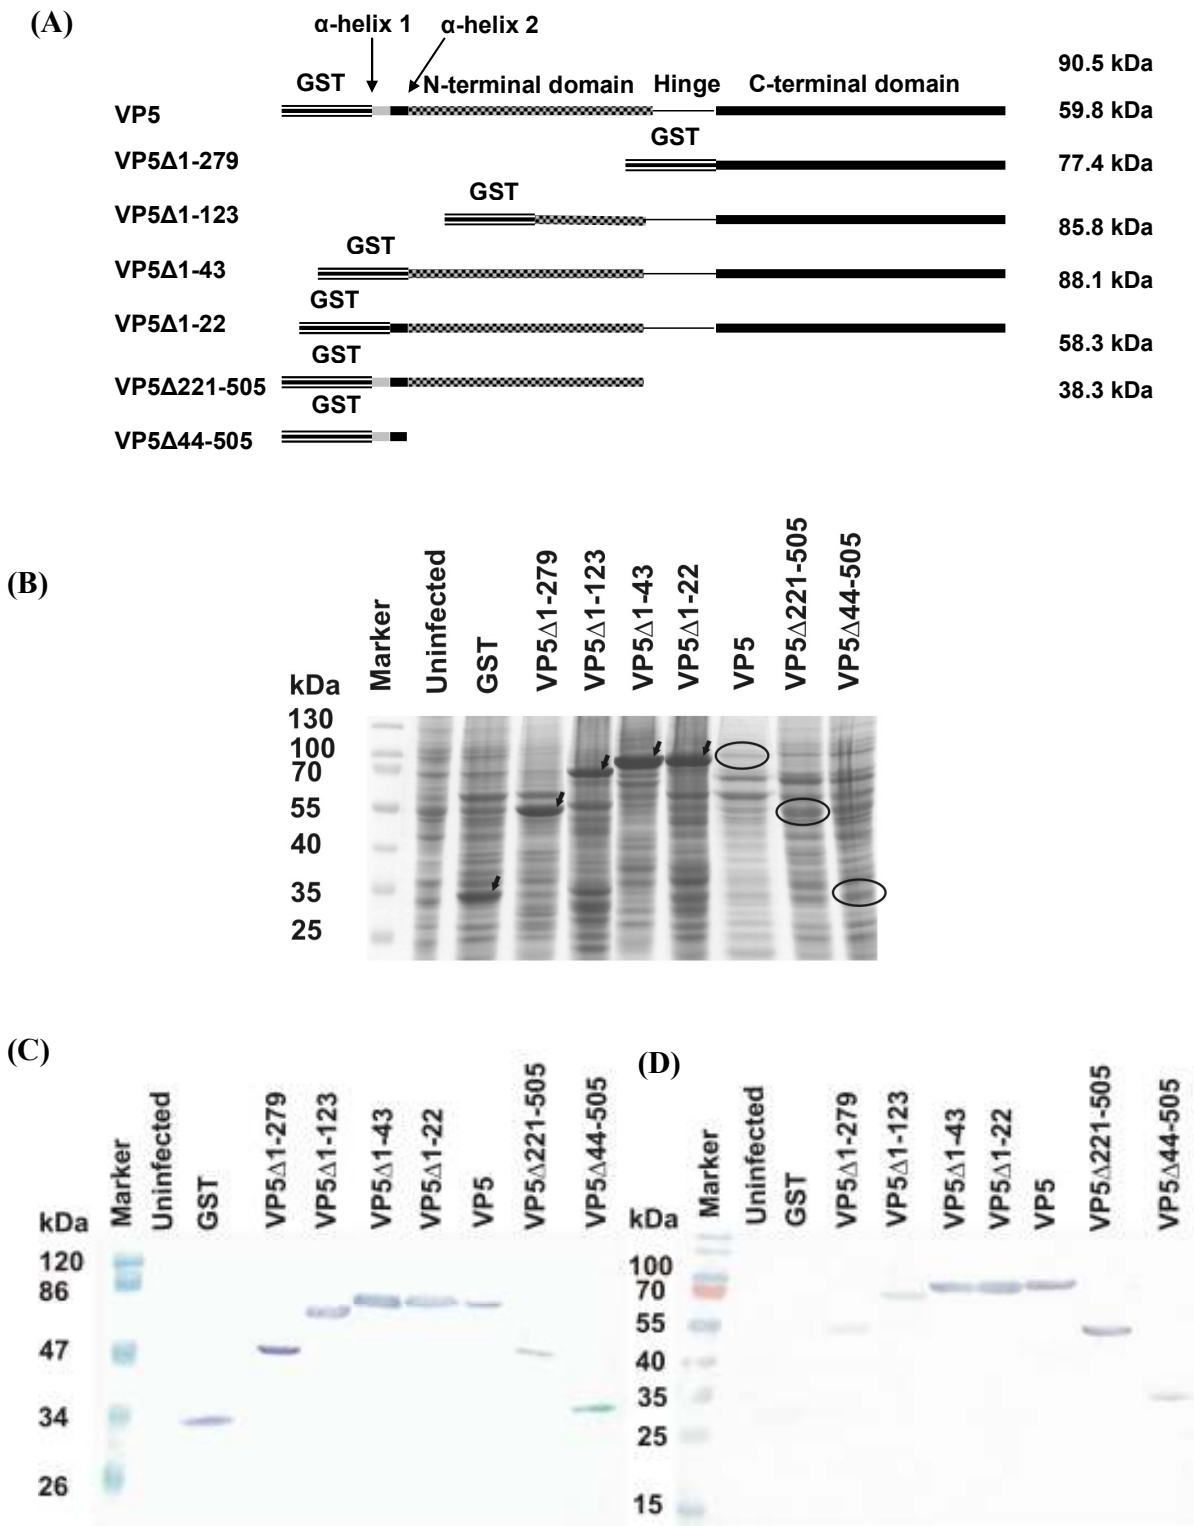 (A)
α-helix 1 α-helix 2
90.5 kDa
GST N-terminal domain Hinge C-terminal domain
VP5 59.8 kDa
GST
VP5Δ1-279 77.4 kDa
GST
VP5Δ1-123 85.8 kDa
GST
VP5Δ1-43 88.1 kDa
GST
VP5Δ1-22 58.3 kDa
GST
VP5Δ221-505 38.3 kDa
GST
VP5Δ44-505
(B)
kDa Marker Uninfected GST VP5Δ1-279 VP5Δ1-123 VP5Δ1-43 VP5Δ1-22 VP5 VP5Δ221-505 VP5Δ44-505
130
100
70
55
40
35
25
(C)
kDa Marker Uninfected GST VP5Δ1-279 VP5Δ1-123 VP5Δ1-43 VP5Δ1-22 VP5 VP5Δ221-505 VP5Δ44-505
120
86
47
34
26
(D)
kDa Marker Uninfected GST VP5Δ1-279 VP5Δ1-123 VP5Δ1-43 VP5Δ1-22 VP5 VP5Δ221-505 VP5Δ44-505
100
70
55
40
35
25
15